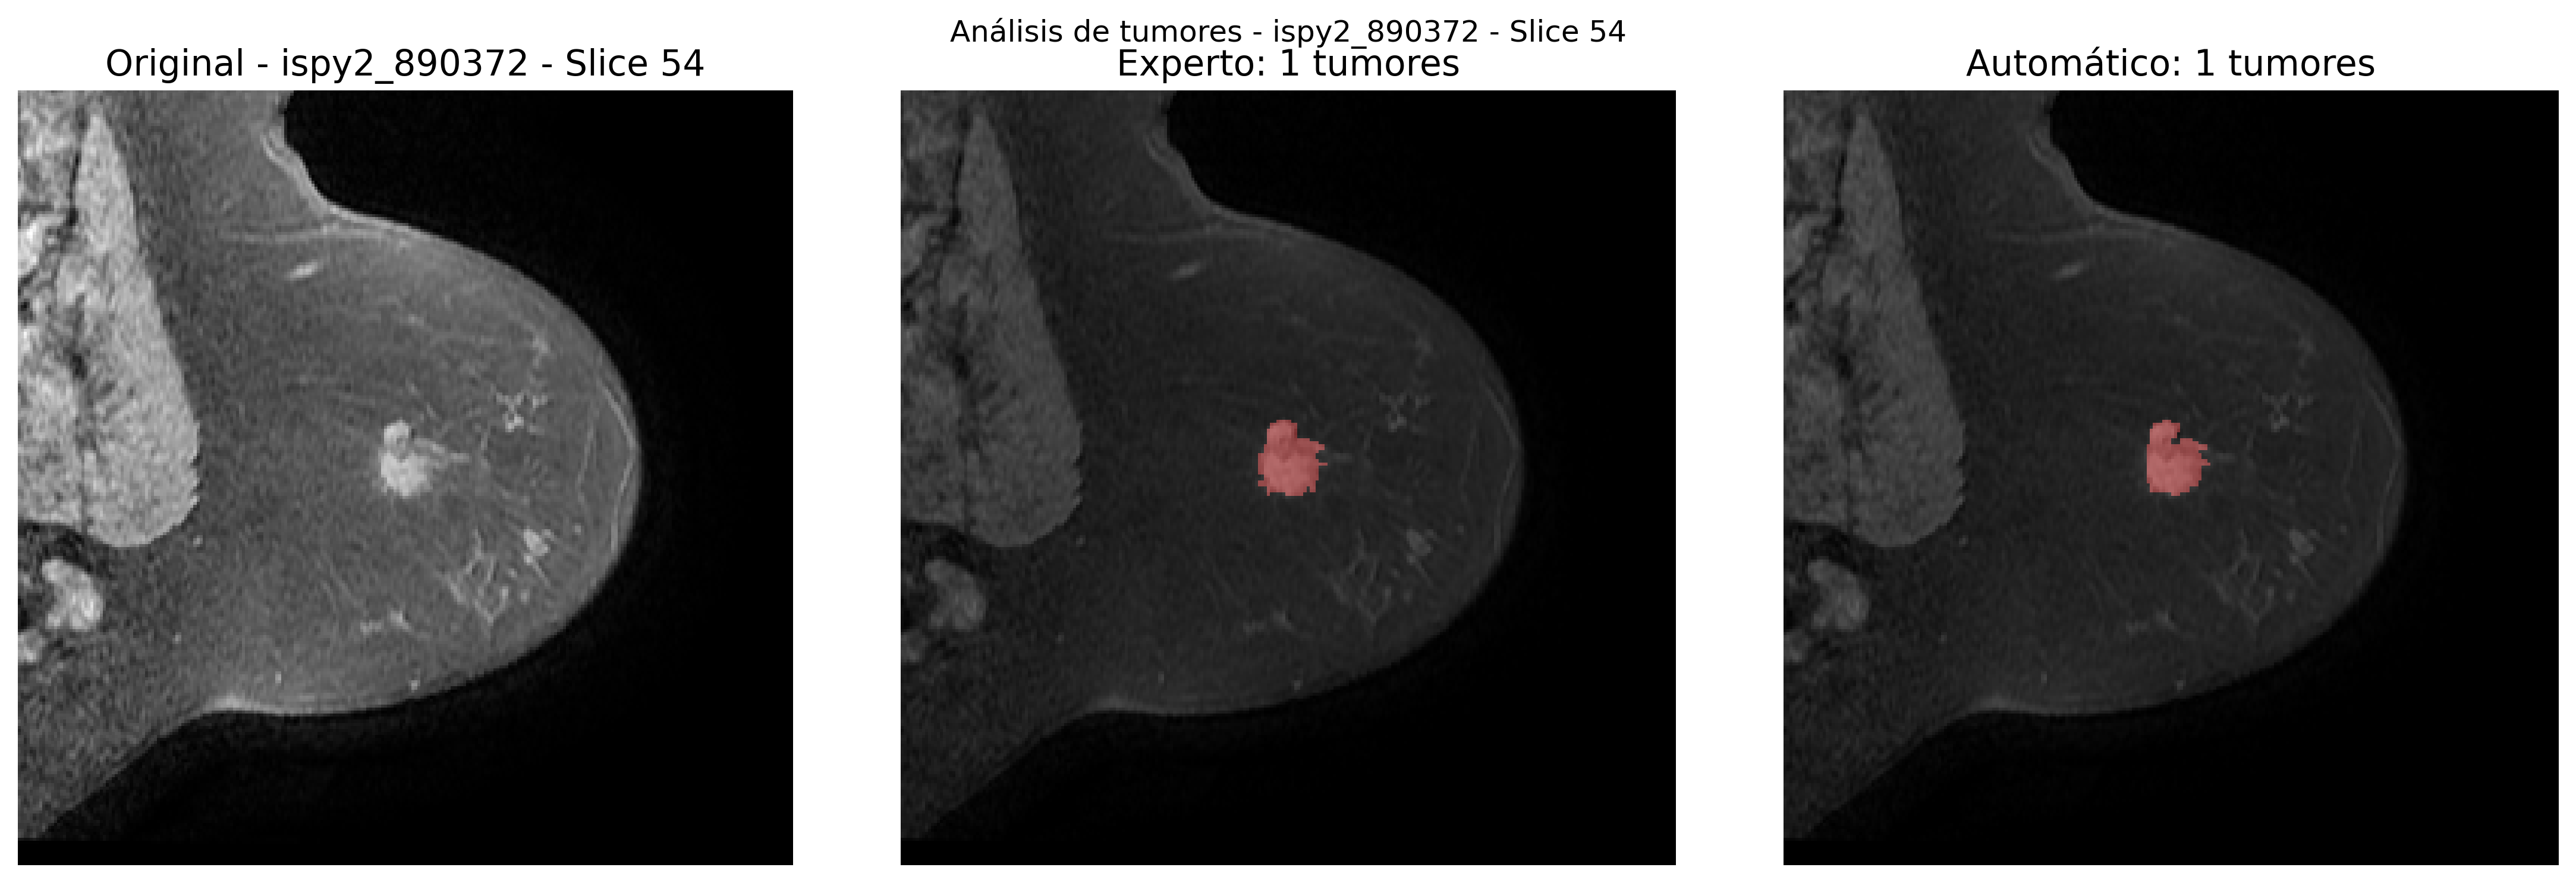 Análisis de tumores - ispy2_890372 - Slice 54
Original - ispy2_890372 - Slice 54
Experto: 1 tumores
Automático: 1 tumores